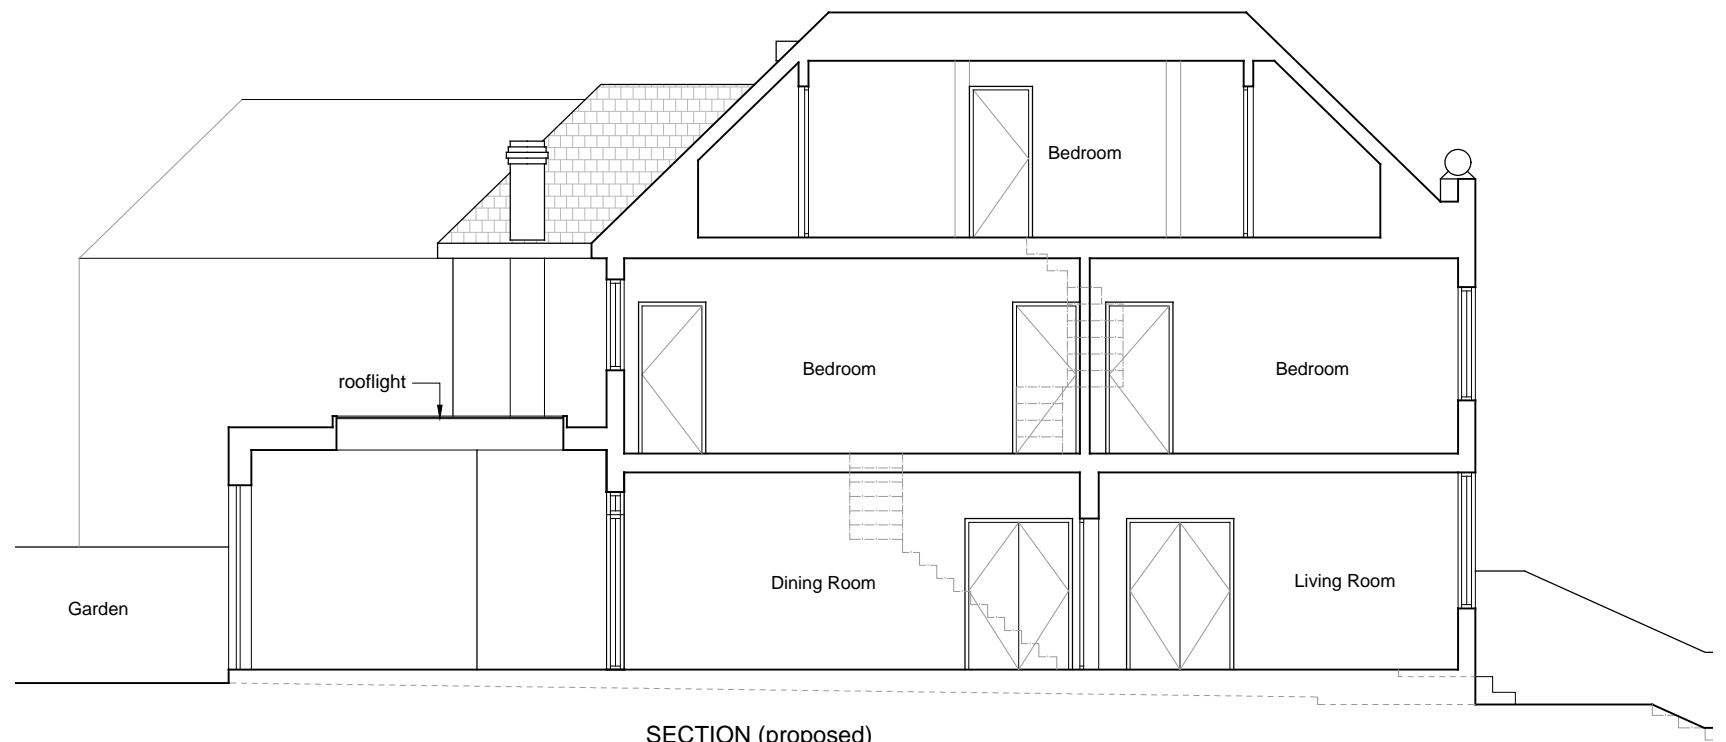 Bedroom
rooflight
Bedroom
Bedroom
Dining Room
Living Room
Garden
SECTION (proposed)